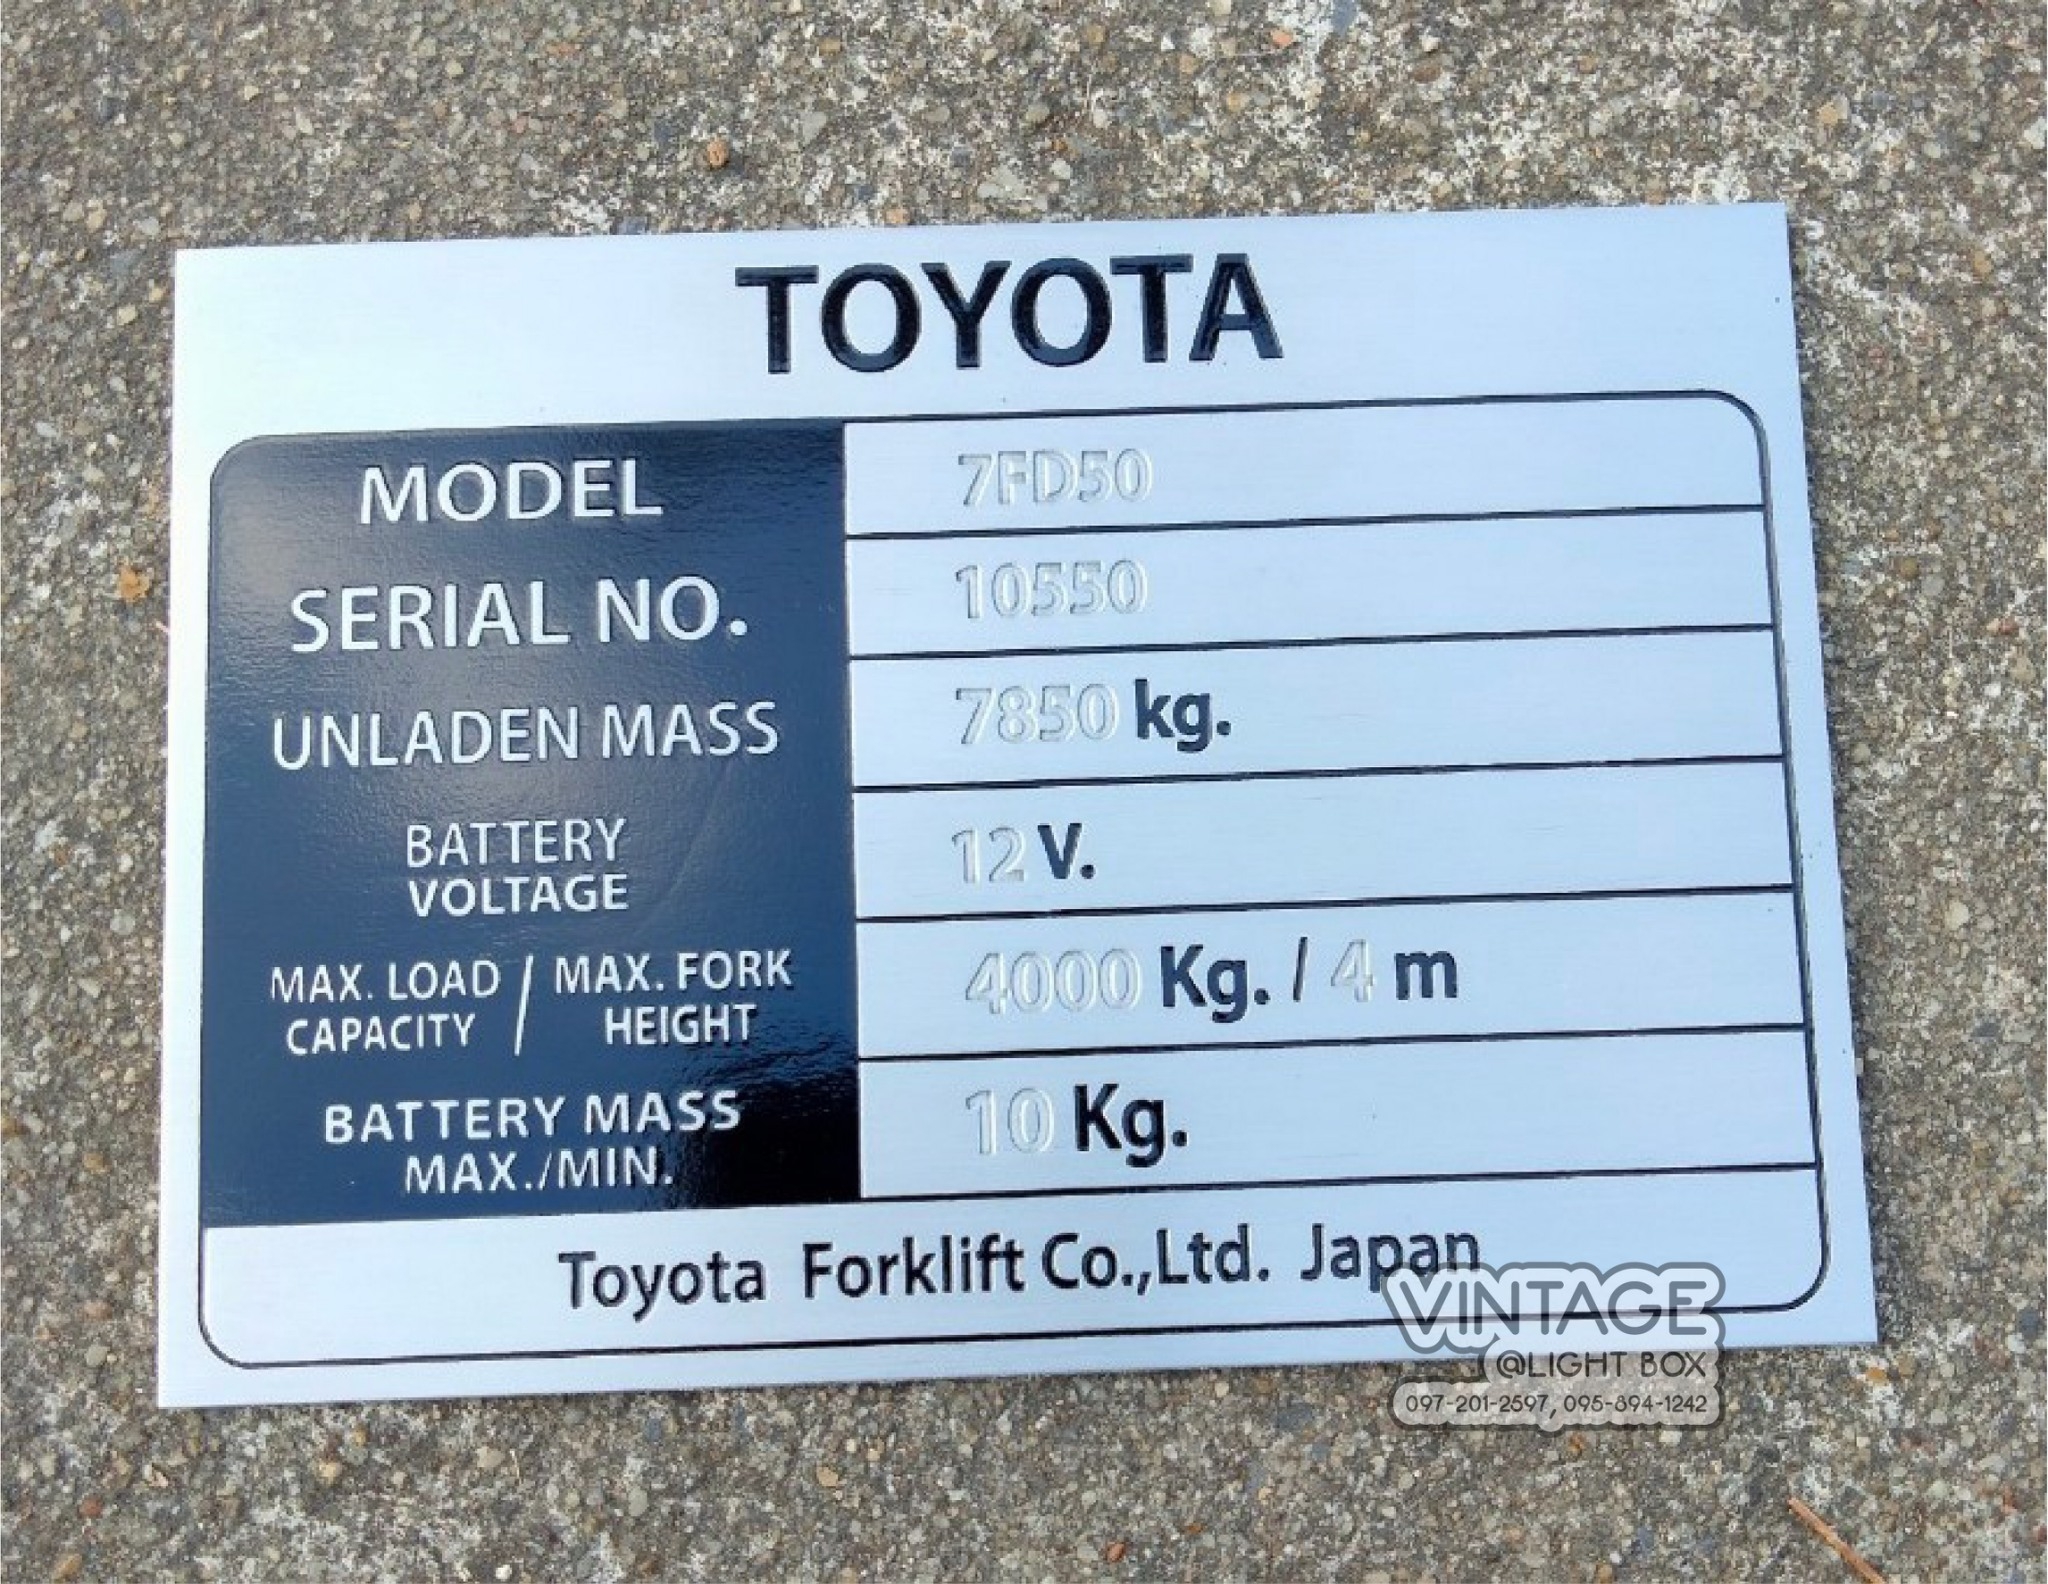 TOYOTA
MODEL 7FD50
SERIAL NO. 10550
UNLADEN MASS 7850 kg.
BATTERY
VOLTAGE
12 V.
MAX. LOAD / MAX. FORK
CAPACITY HEIGHT
4000 Kg. / 4 m
BATTERY MASS
MAX./MIN.
10 Kg.
Toyota Forklift Co.,Ltd. Japan
VINTAGE
@LIGHT BOX
097-201-2597, 095-894-1242